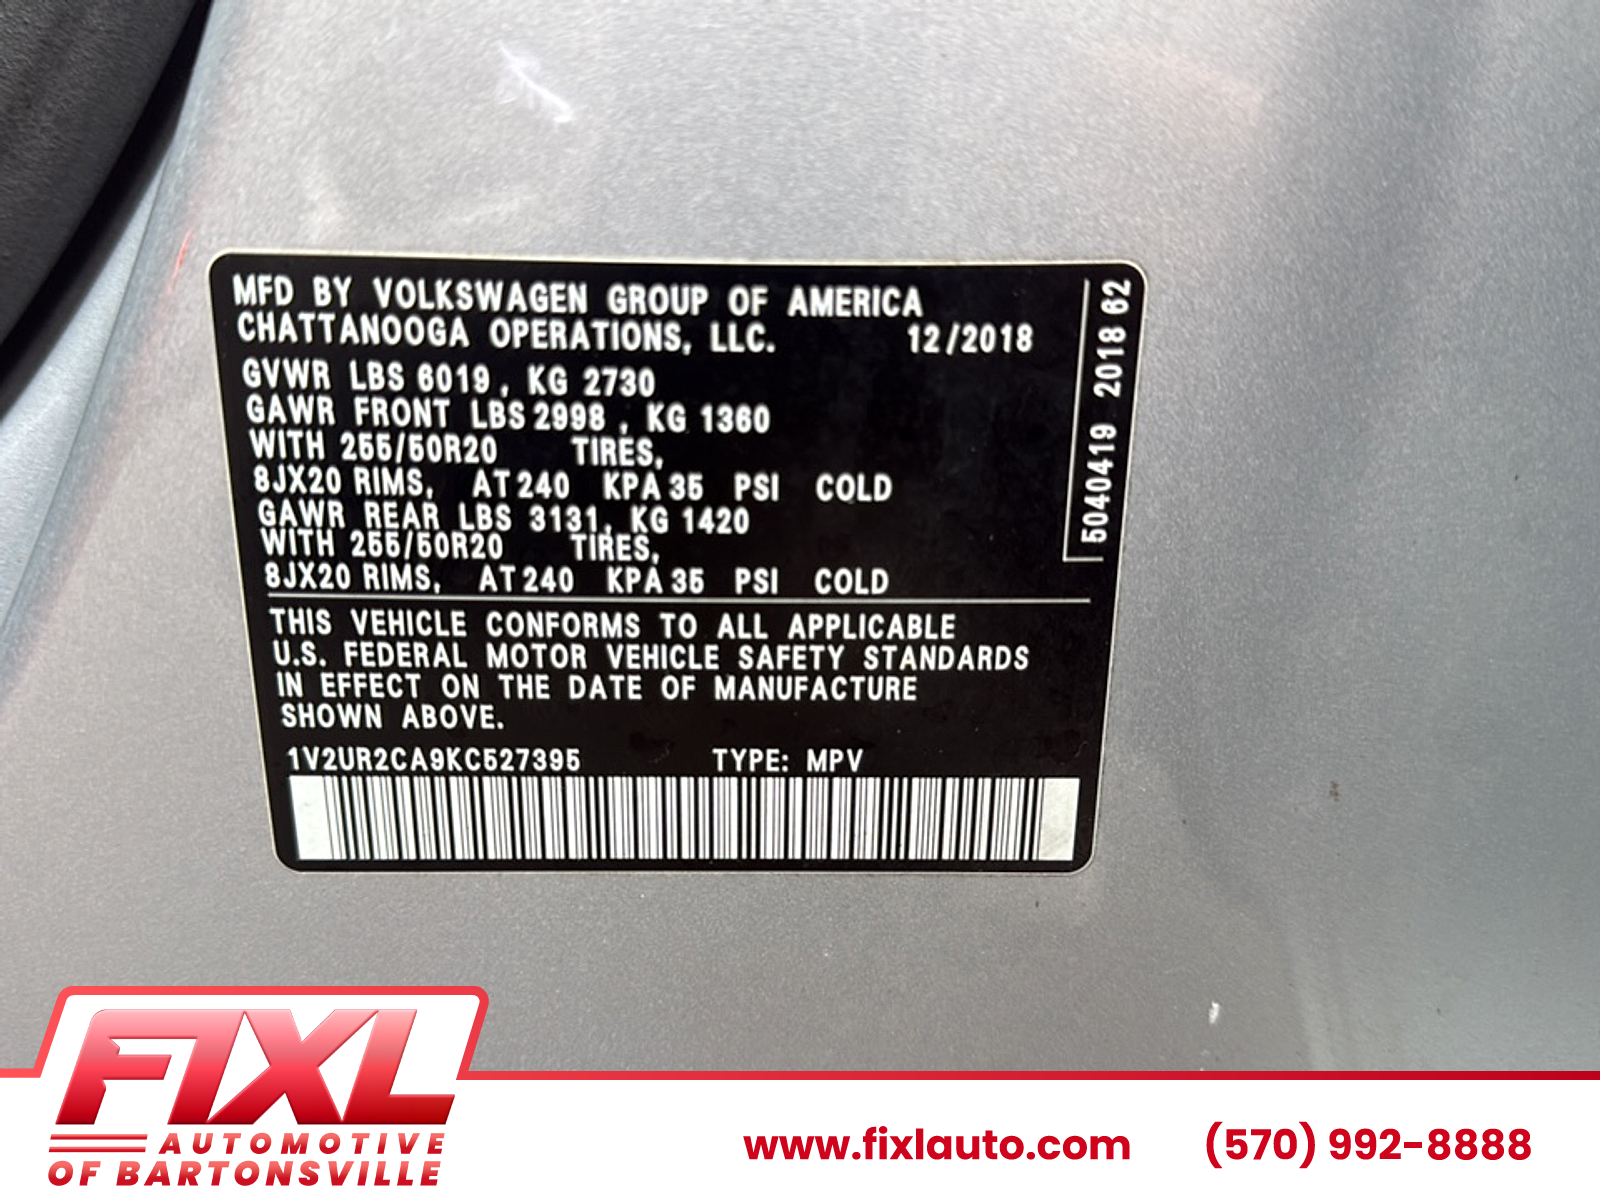 MFD BY VOLKSWAGEN GROUP OF AMERICA
CHATTANOOGA OPERATIONS, LLC. 12/2018
GVWR LBS 6019, KG 2730
GAWR FRONT LBS 2998, KG 1360
WITH 255/50R20 TIRES,
8JX20 RIMS, AT 240 KPA 35 PSI COLD
GAWR REAR LBS 3131, KG 1420
WITH 255/50R20 TIRES,
8JX20 RIMS, AT 240 KPA 35 PSI COLD
THIS VEHICLE CONFORMS TO ALL APPLICABLE
U.S. FEDERAL MOTOR VEHICLE SAFETY STANDARDS
IN EFFECT ON THE DATE OF MANUFACTURE
SHOWN ABOVE.
1V2UR2CA9KC527395 TYPE: MPV
5040419 2018 62
FIXL
AUTOMOTIVE
OF BARTONSVILLE
www.fixlauto.com (570) 992-8888